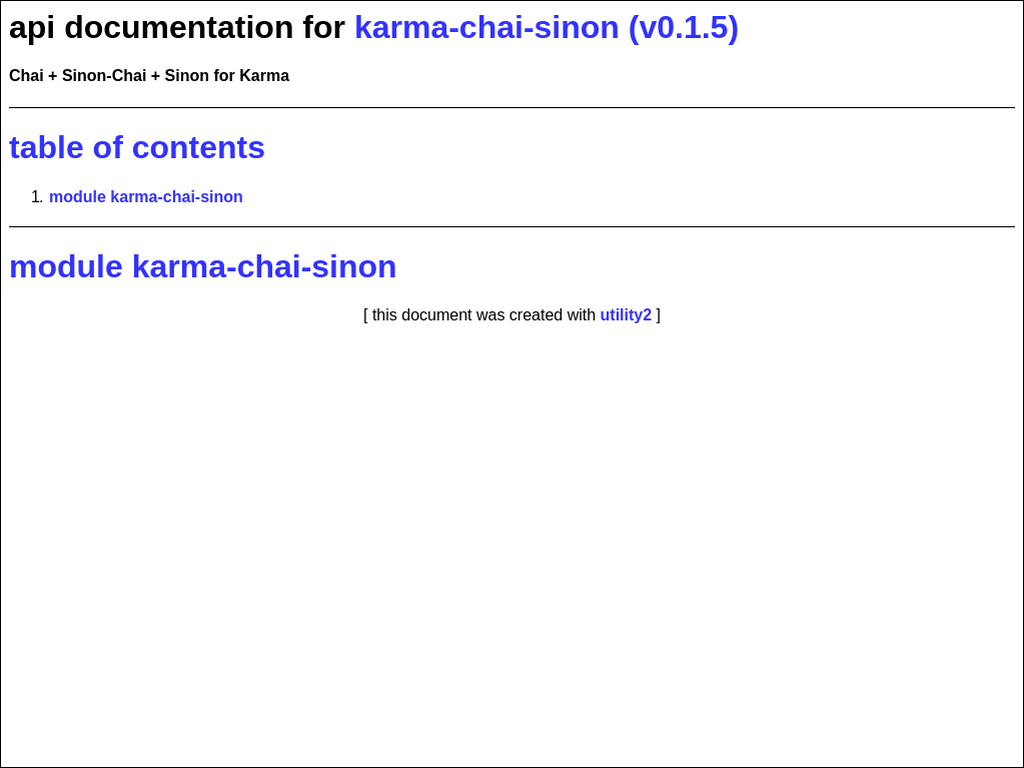 api documentation for karma-chai-sinon (v0.1.5)
Chai + Sinon-Chai + Sinon for Karma
table of contents
1. module karma-chai-sinon
module karma-chai-sinon
[ this document was created with utility2 ]